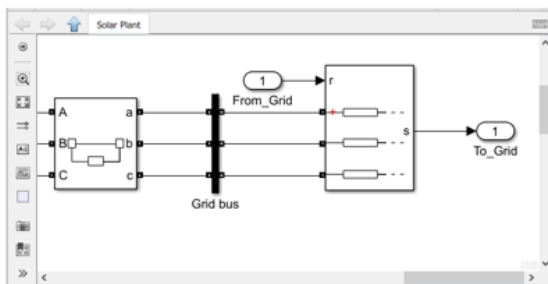 Solar Plant
A a
B b
C c
Grid bus
1
From_Grid
r
s
1
To_Grid